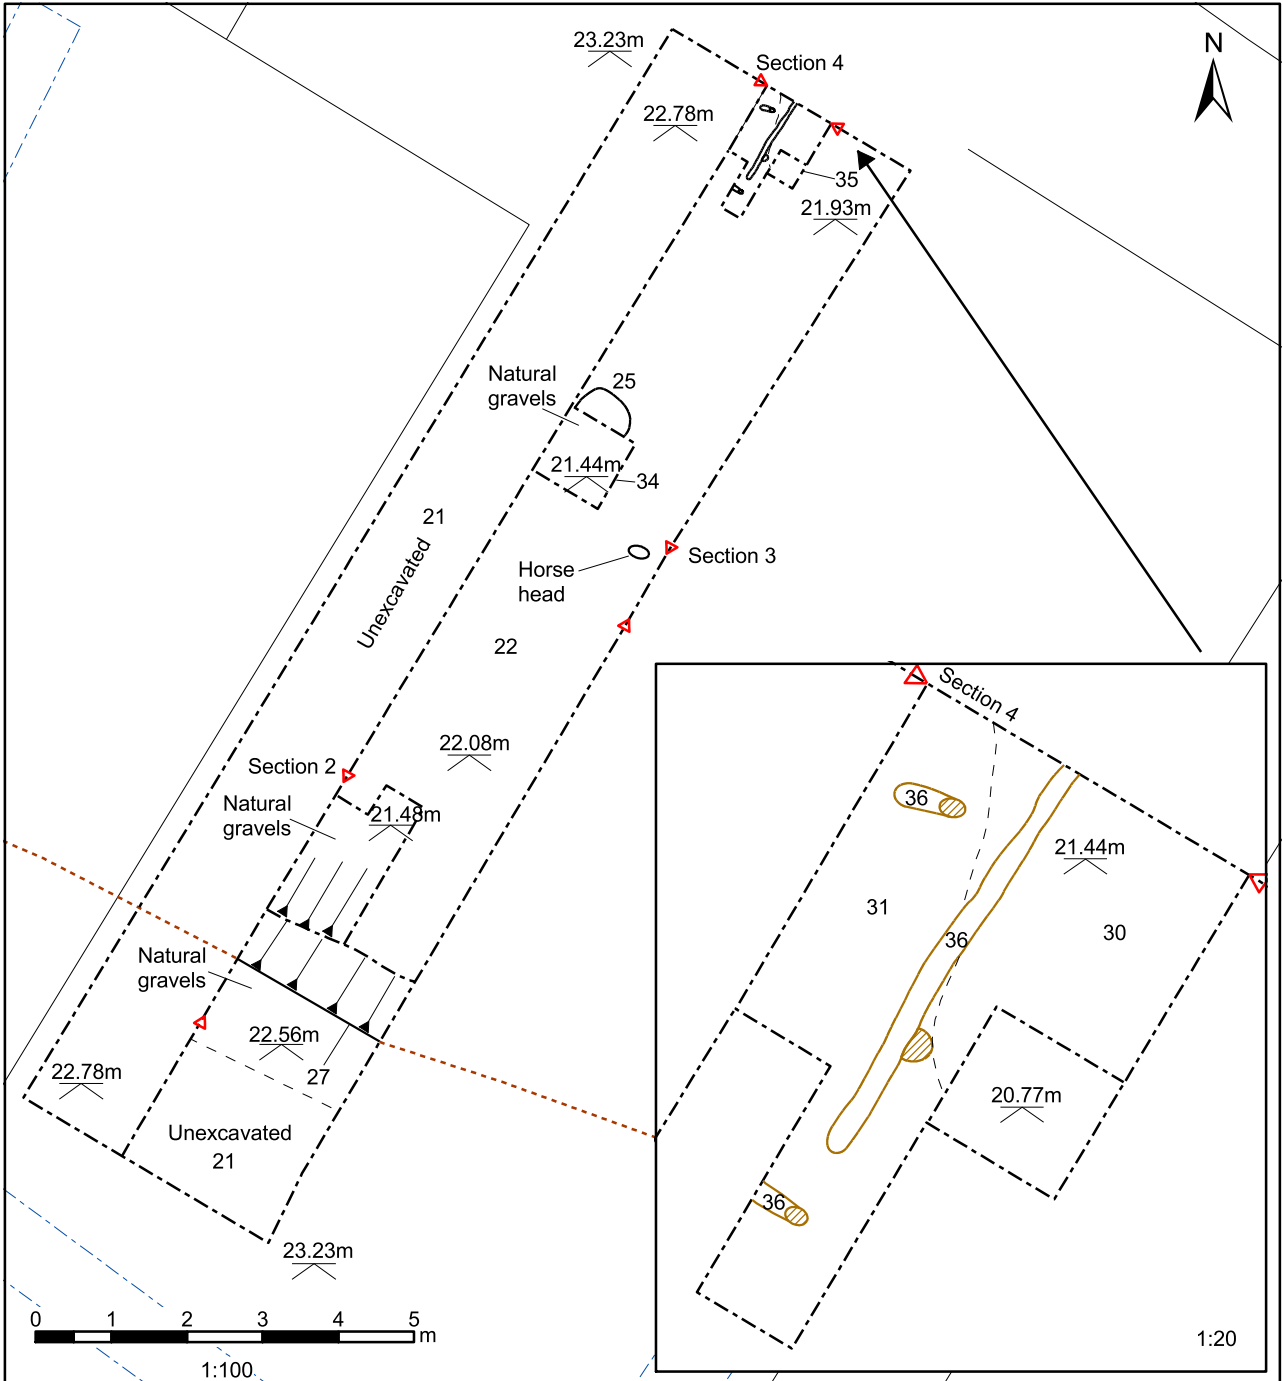 23.23m
N
Section 4
22.78m
35
21.93m
Natural
gravels
25
21.44m
34
21
Unexcavated
Section 3
Horse
head
22
22.08m
Section 2
Natural
gravels
21.48m
Natural
gravels
22.56m
22.78m
27
Unexcavated
21
23.23m
0 1 2 3 4 5
m
1:100
Section 4
36
21.44m
31
36
30
20.77m
36
1:20